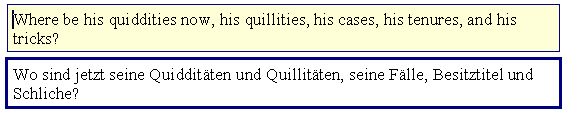 Where be his quiddities now, his quillities, his cases, his tenures, and his
tricks?
Wo sind jetzt seine Quidditäten und Quillitäten, seine Fälle, Besitztitel und
Schliche?